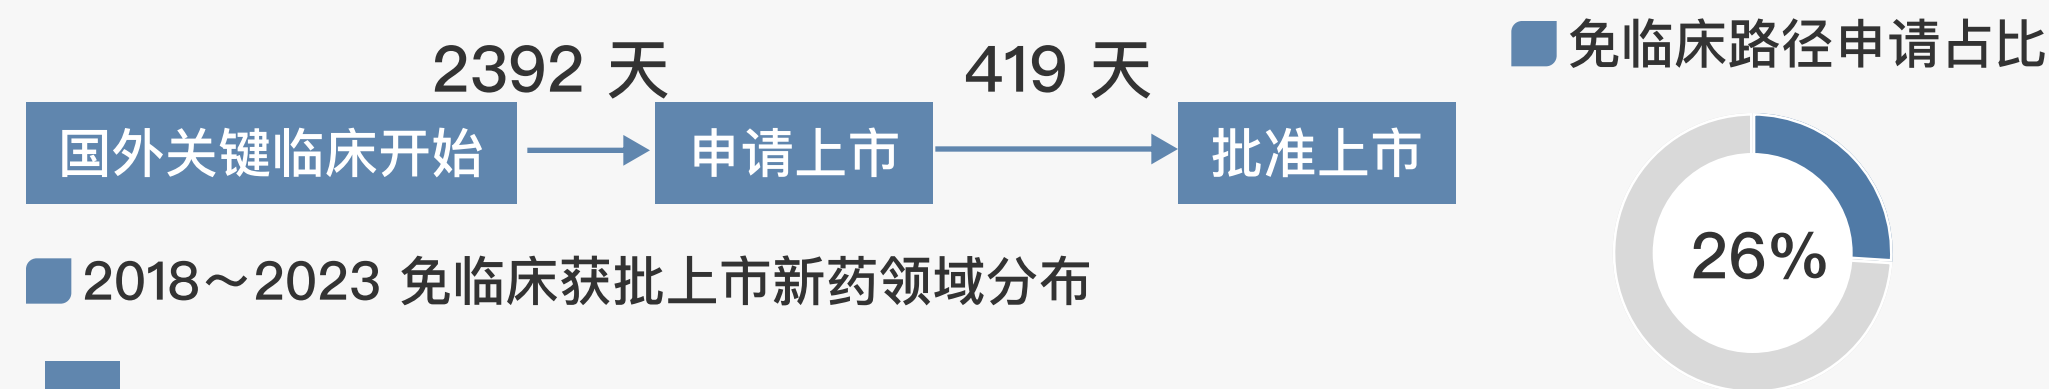 2392 天
419 天
国外关键临床开始
申请上市
批准上市
免临床路径申请占比
26%
2018～2023 免临床获批上市新药领域分布